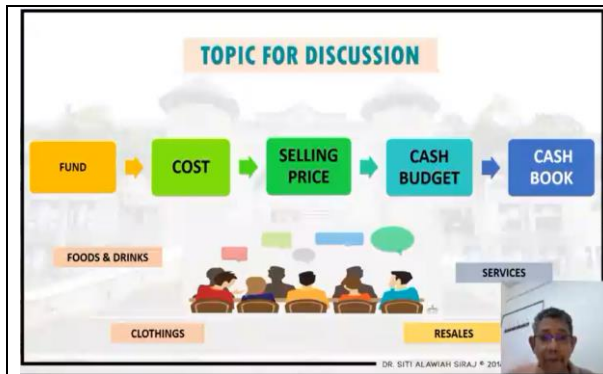 TOPIC FOR DISCUSSION
FUND
COST
SELLING
PRICE
CASH
BUDGET
CASH
BOOK
FOODS & DRINKS
SERVICES
CLOTHINGS
RESALES
DR. SITI ALAWIAH SIRAJ ©